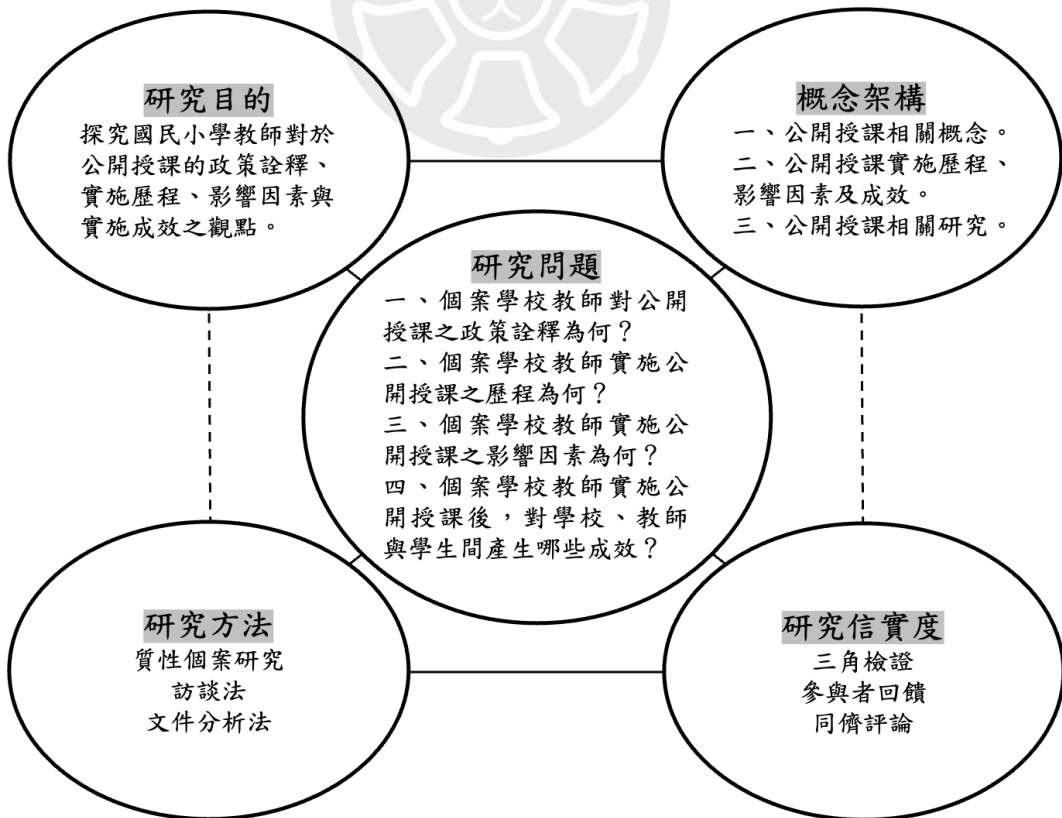 研究目的
探究國民小學教師對於
公開授課的政策詮釋、
實施歷程、影響因素與
實施成效之觀點。
概念架構
一、公開授課相關概念。
二、公開授課實施歷程、
影響因素及成效。
三、公開授課相關研究。
研究問題
一、個案學校教師對公開
授課之政策詮釋為何？
二、個案學校教師實施公
開授課之歷程為何？
三、個案學校教師實施公
開授課之影響因素為何？
四、個案學校教師實施公
開授課後，對學校、教師
與學生間產生哪些成效？
研究方法
質性個案研究
訪談法
文件分析法
研究信實度
三角檢證
參與者回饋
同儕評論